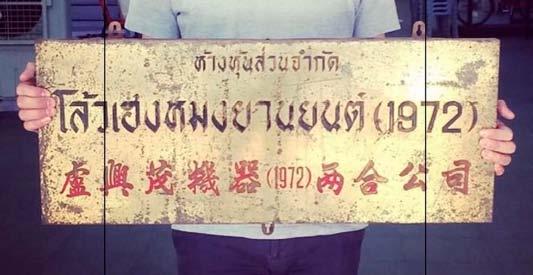 ห้างหุ้นส่วนจำกัด
โล้วเฮงหมงยานยนต์(1972)
盧興茂機器(1972)两合公司